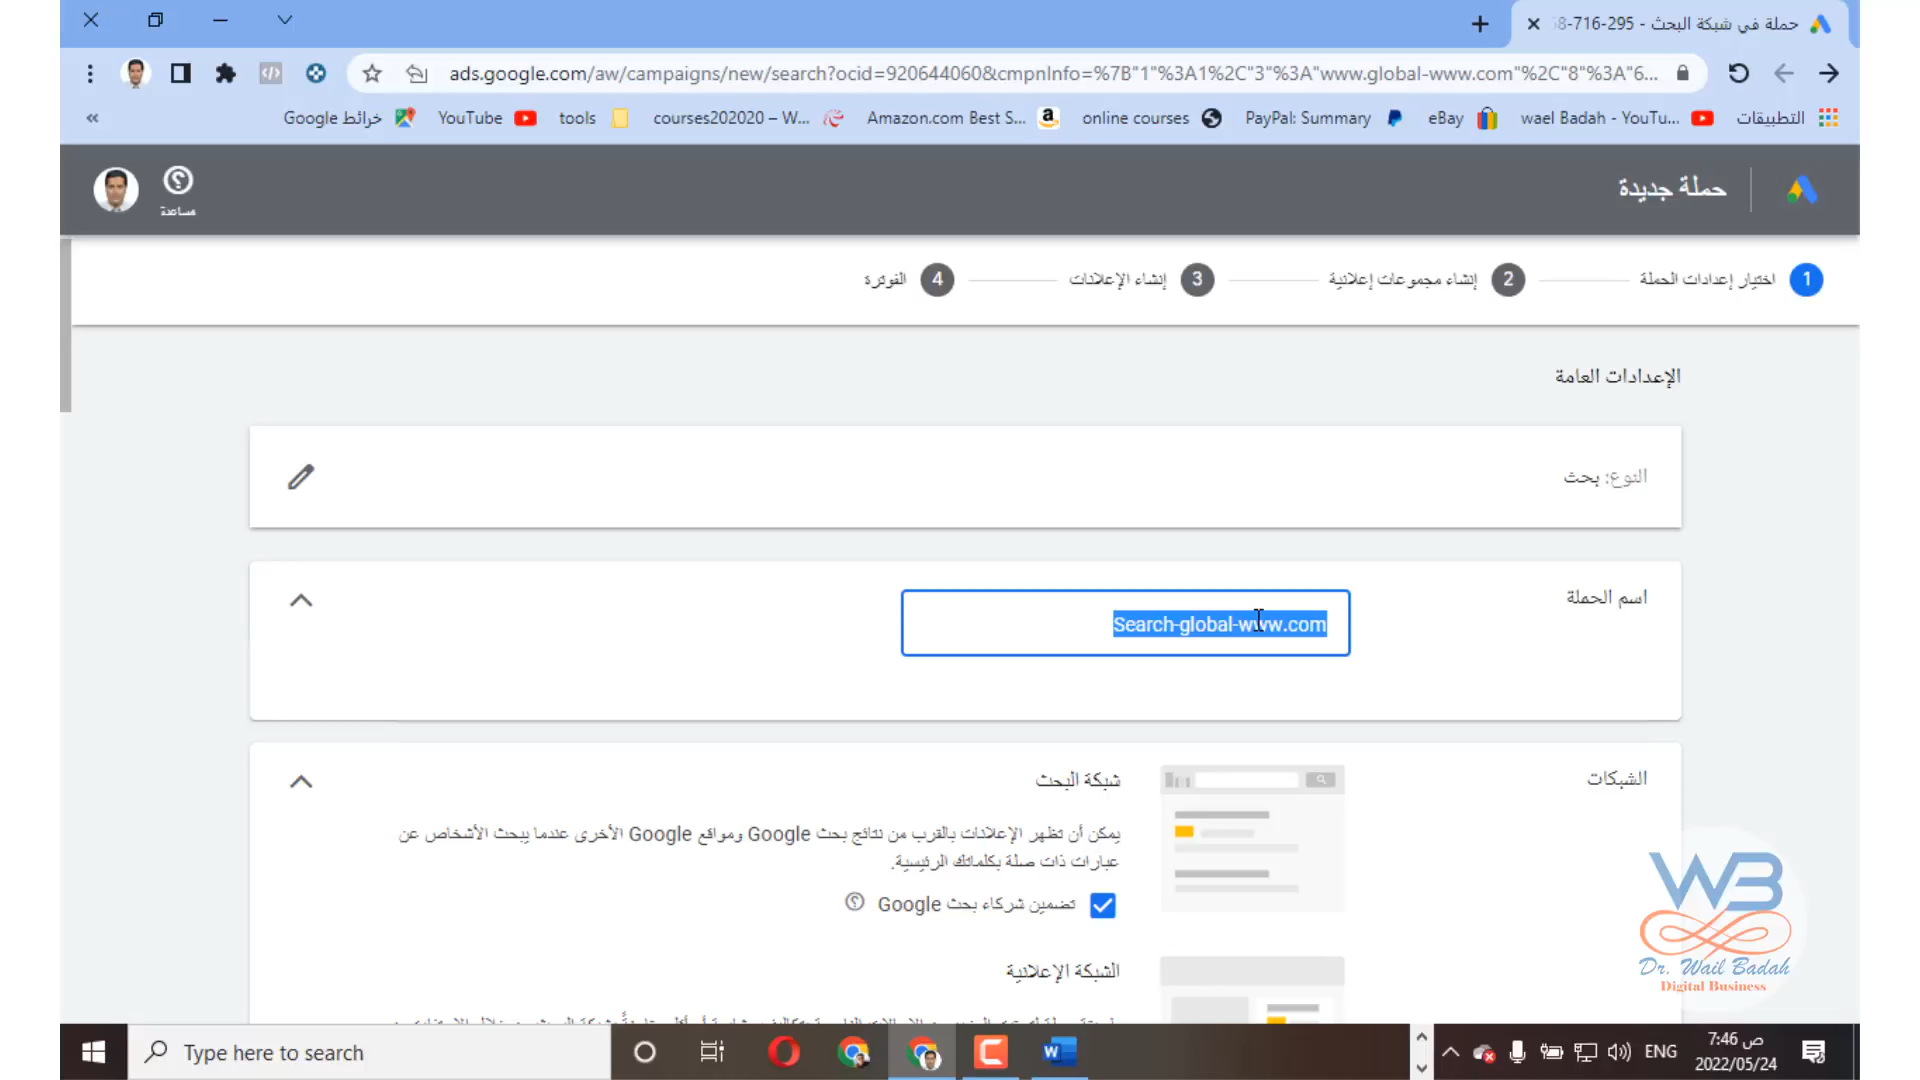 حملة في شبكة البحث - 295-716-8
ads.google.com/aw/campaigns/new/search?ocid=920644060&cmpnInfo=%7B"1"%3A1%2C"3"%3A"www.global-www.com"%2C"8"%3A"6...
التطبيقات
wael Badah - YouTu...
eBay
PayPal: Summary
online courses
Amazon.com Best S...
courses202020 – W...
tools
YouTube
خرائط Google
«
حملة جديدة
مساعدة
1 اختيار إعدادات الحملة
2 إنشاء مجموعات إعلانية
3 إنشاء الإعلانات
4 الفوترة
الإعدادات العامة
النوع: بحث
اسم الحملة
Search-global-www.com
الشبكات
شبكة البحث
يمكن أن تظهر الإعلانات بالقرب من نتائج بحث Google ومواقع Google الأخرى عندما يبحث الأشخاص عن
عبارات ذات صلة بكلماتك الرئيسية.
تضمين شركاء بحث Google
الشبكة الإعلانية
WB
Dr. Wail Badah
Digital Business
Type here to search
ENG
7:46 ص
2022/05/24